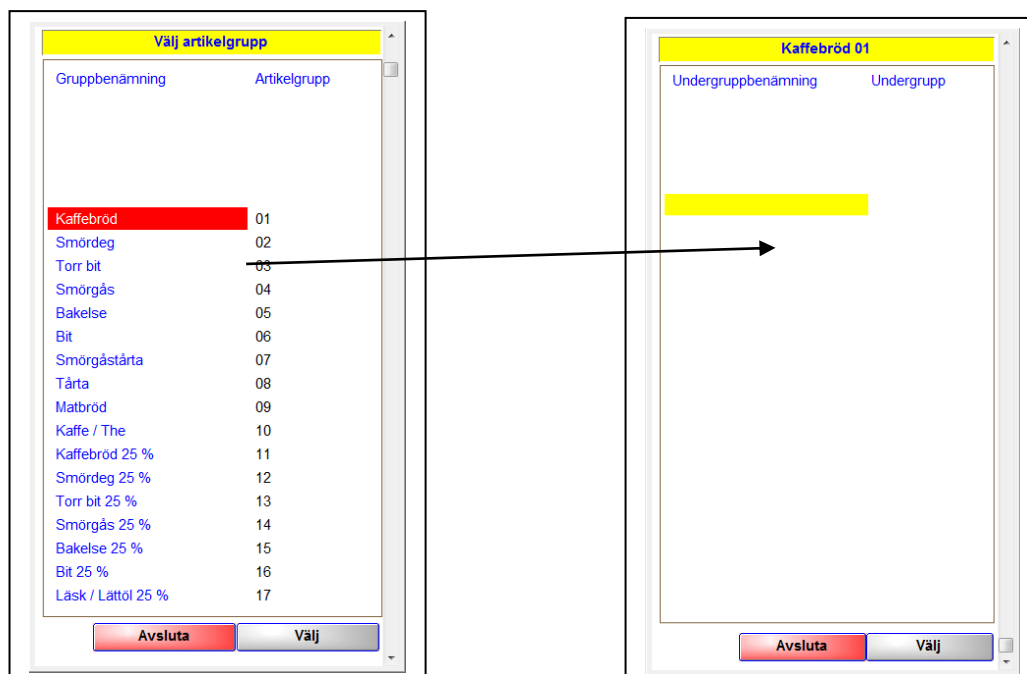 Välj artikelgrupp
Gruppbenämning Artikelgrupp
Kaffebröd 01
Smördeg 02
Torr bit 03
Smörgås 04
Bakelse 05
Bit 06
Smörgåstårta 07
Tårta 08
Matbröd 09
Kaffe / The 10
Kaffebröd 25 % 11
Smördeg 25 % 12
Torr bit 25 % 13
Smörgås 25 % 14
Bakelse 25 % 15
Bit 25 % 16
Läsk / Lättöl 25 % 17
Avsluta Välj
Kaffebröd 01
Undergruppbenämning Undergrupp
Avsluta Välj